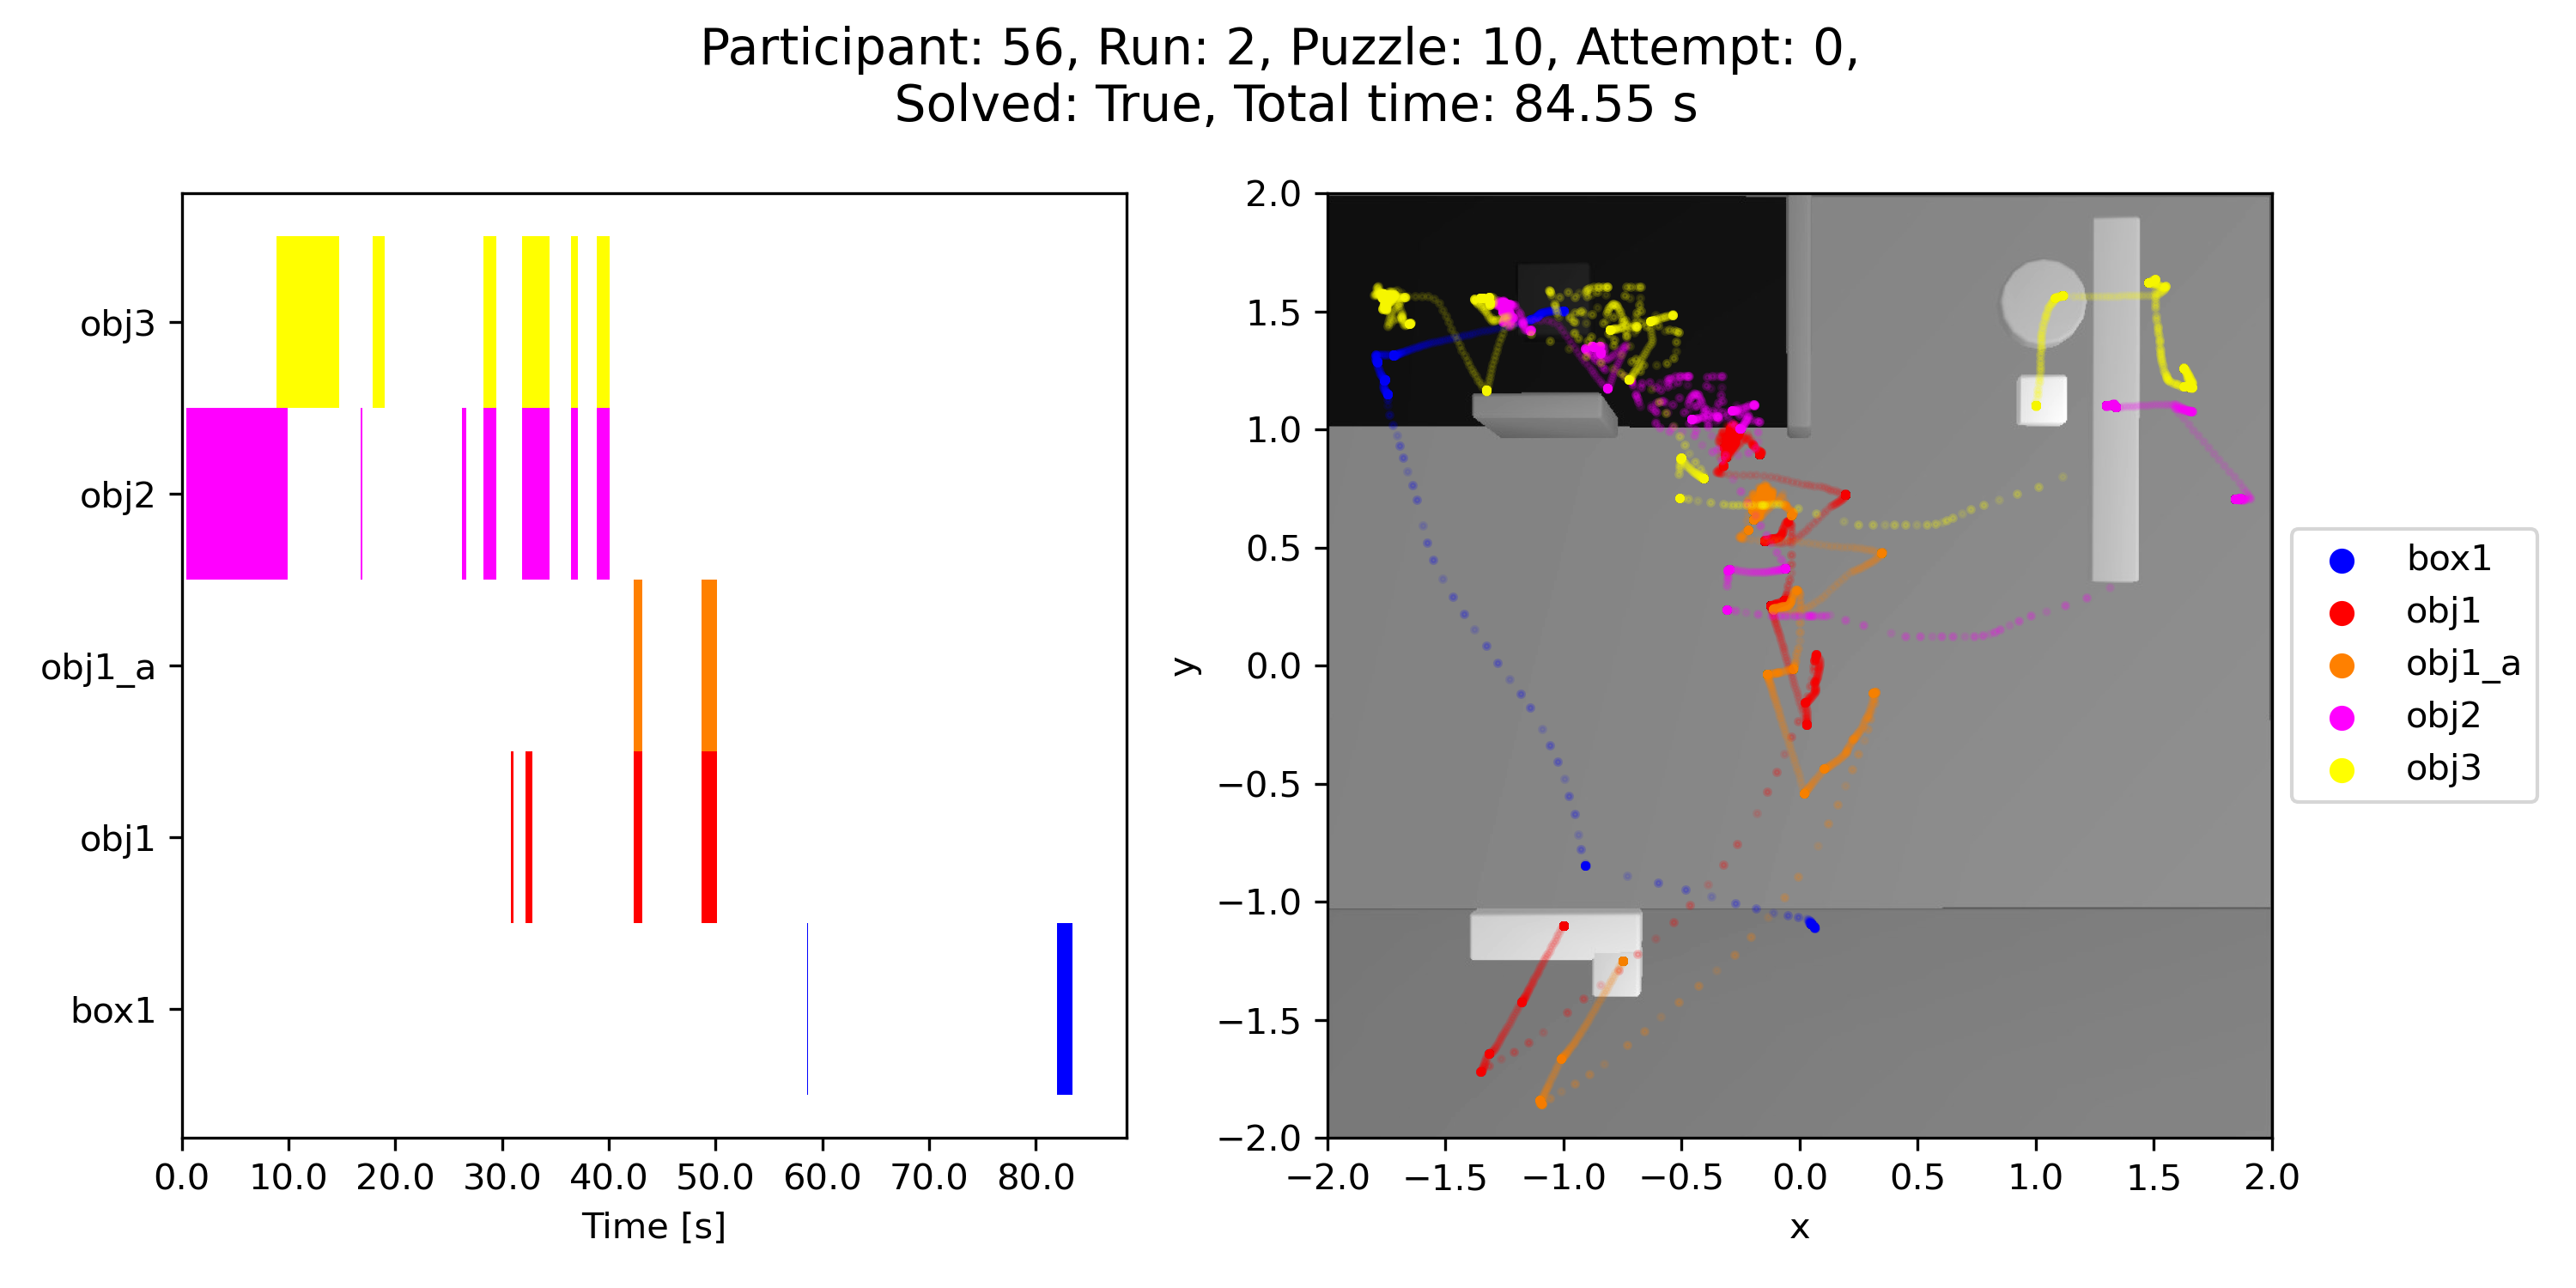 Participant: 56, Run: 2, Puzzle: 10, Attempt: 0,
Solved: True, Total time: 84.55 s
obj3
obj2
obj1_a
obj1
box1
0.0 10.0 20.0 30.0 40.0 50.0 60.0 70.0 80.0
Time [s]
2.0
1.5
1.0
0.5
0.0
−0.5
−1.0
−1.5
−2.0
y
−2.0 −1.5 −1.0 −0.5 0.0 0.5 1.0 1.5 2.0
x
box1
obj1
obj1_a
obj2
obj3